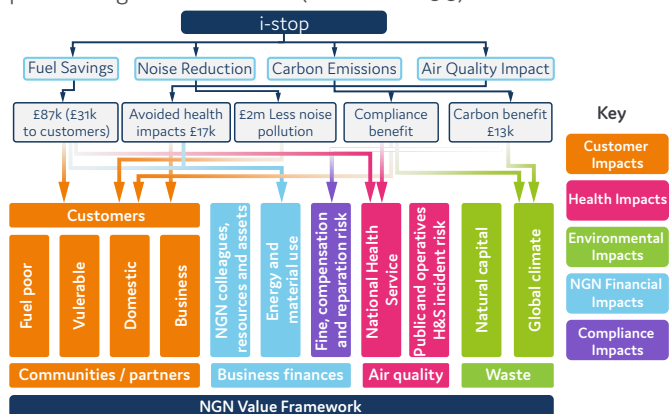 i-stop
Fuel Savings
Noise Reduction
Carbon Emissions
Air Quality Impact
£87k (£31k
to customers)
Avoided health
impacts £17k
£2m Less noise
pollution
Compliance
benefit
Carbon benefit
£13k
Key
Customer
Impacts
Health Impacts
Environmental
Impacts
NGN Financial
Impacts
Compliance
Impacts
Customers
Fuel poor
Vulerable
Domestic
Business
NGN colleagues,
resources and assets
Energy and
material use
Fine, compensation
and reparation risk
National Health
Service
Public and operatives
H&S incident risk
Natural capital
Global climate
Communities / partners
Business finances
Air quality
Waste
NGN Value Framework